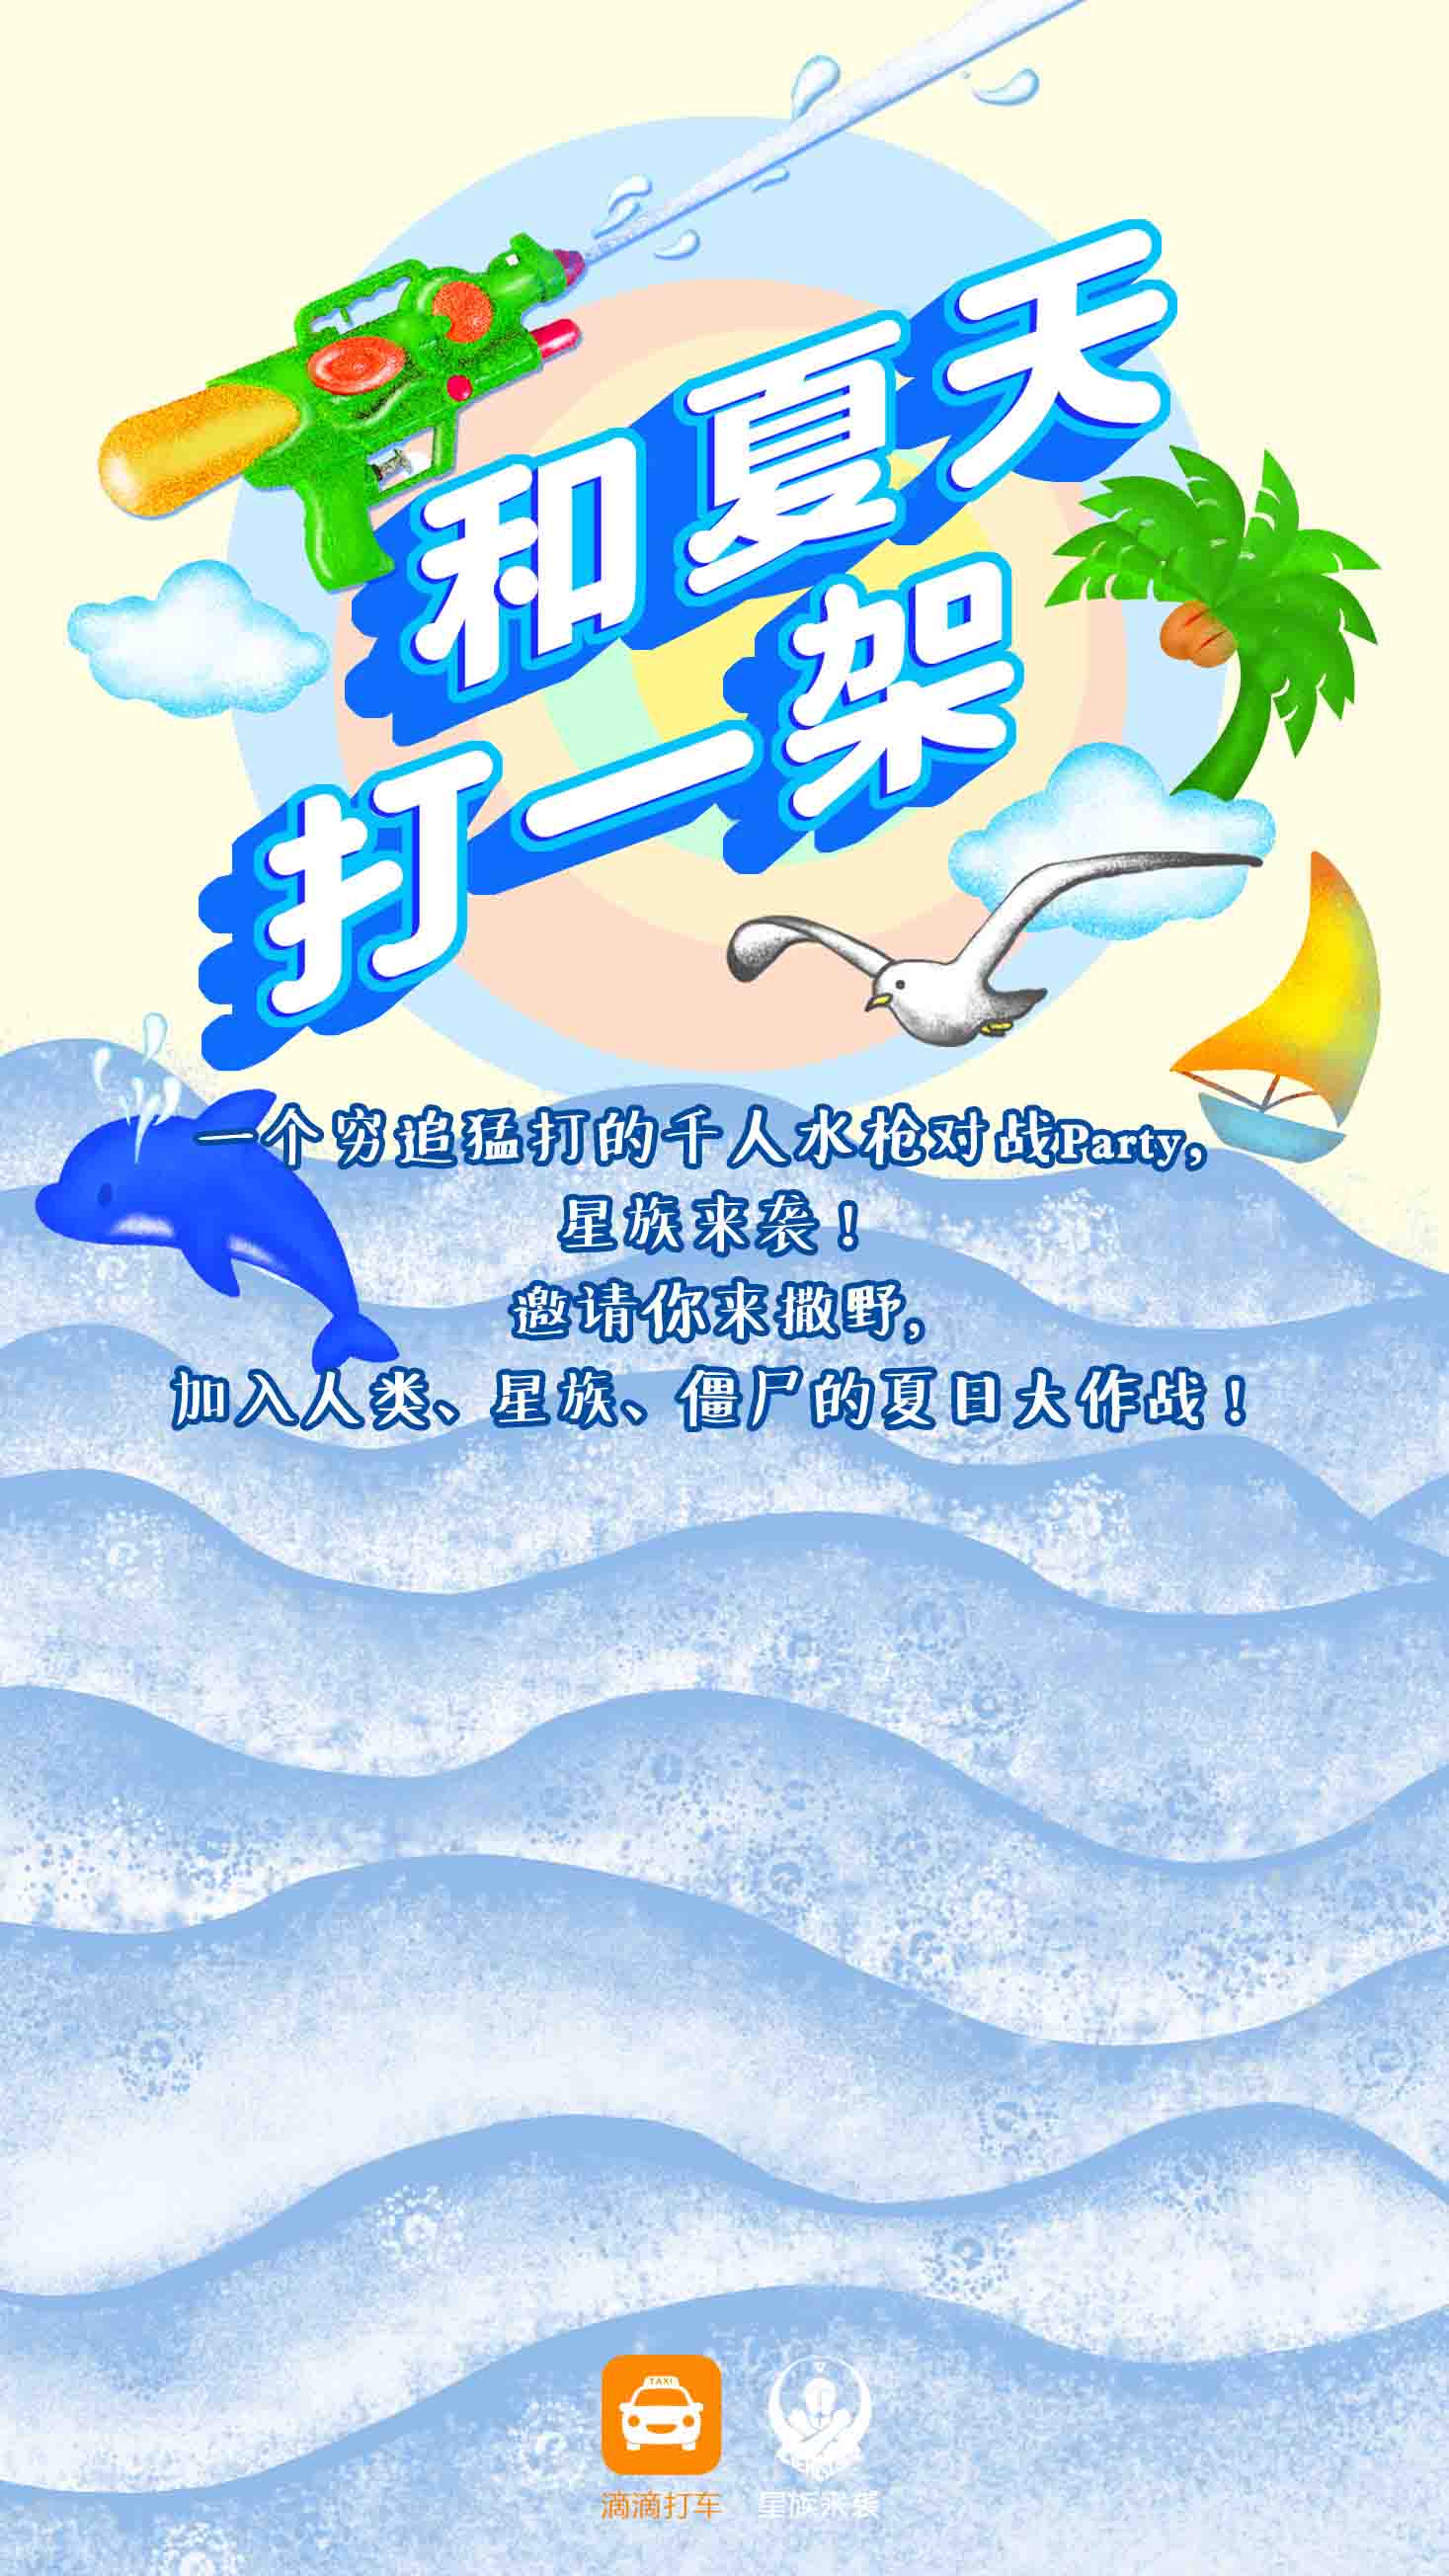 和夏天
打一架
一个穷追猛打的千人水枪对战Party,
星族来袭！
邀请你来撒野,
加入人类、星族、僵尸的夏日大作战！
TAXI
滴滴打车
星族来袭